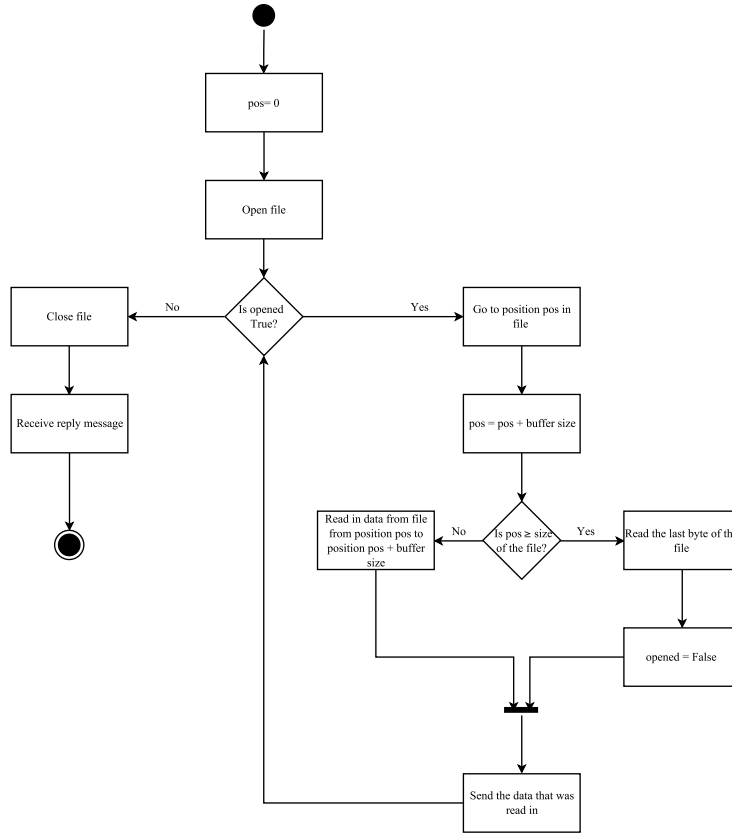 pos= 0
Open file
Is opened
True?
No
Yes
Close file
Go to position pos in
file
Receive reply message
pos = pos + buffer size
Is pos ≥ size
of the file?
No
Yes
Read in data from file
from position pos to
position pos + buffer
size
Read the last byte of the
file
opened = False
Send the data that was
read in